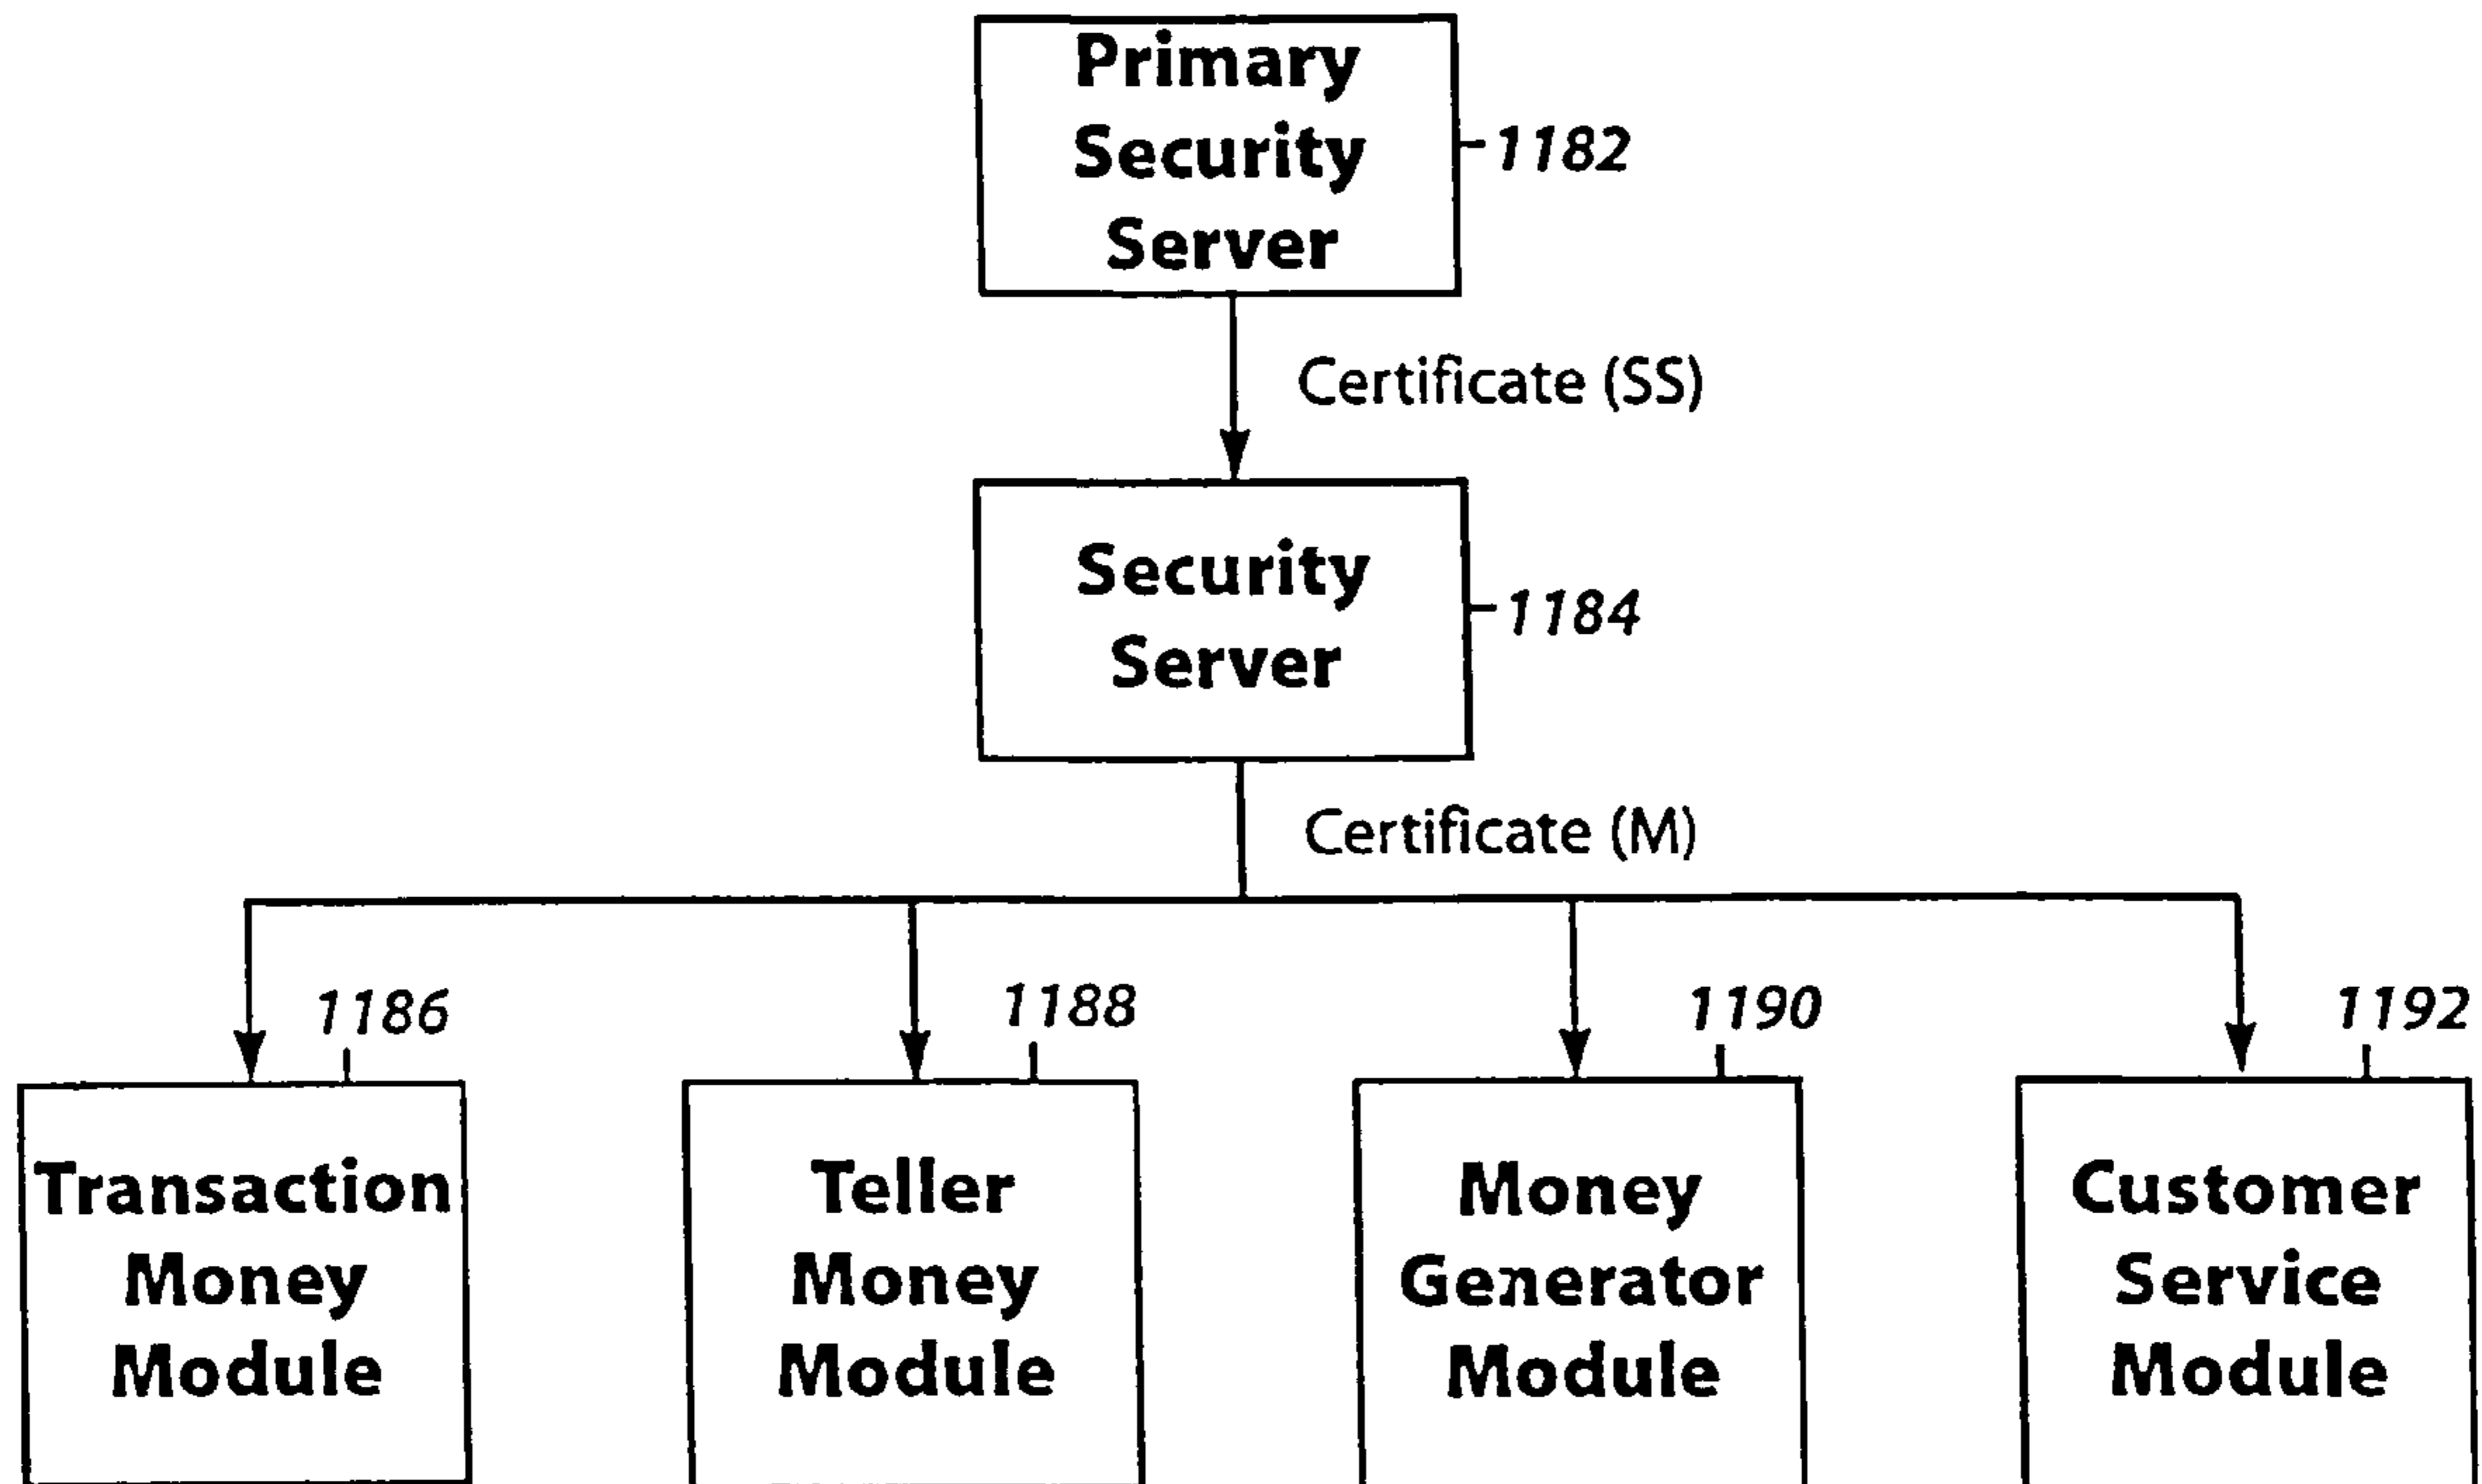 Primary
Security
Server
1182
Certificate (SS)
Security
Server
1184
Certificate (M)
1186
1188
1190
1192
Transaction
Money
Module
Teller
Money
Module
Money
Generator
Module
Customer
Service
Module